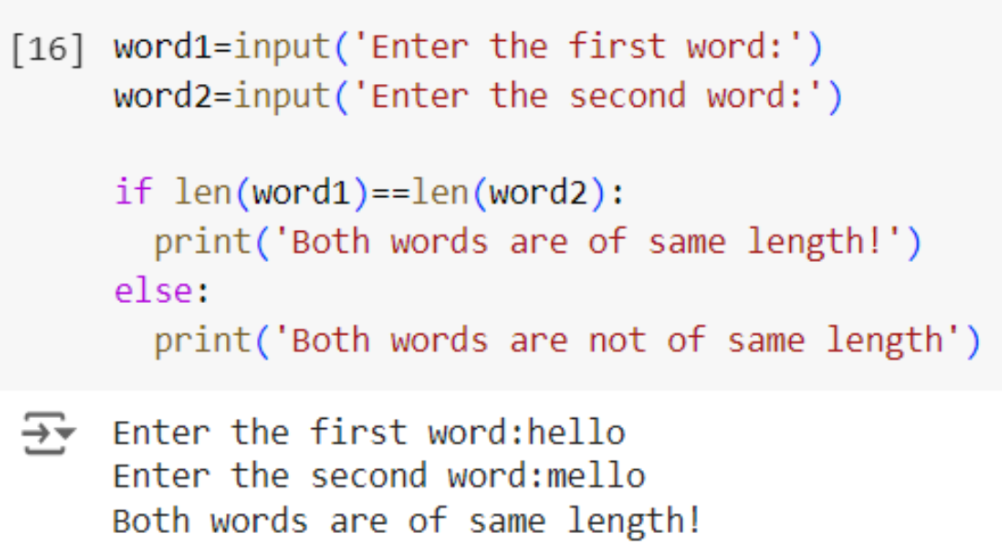 [16] word1=input('Enter the first word:')
word2=input('Enter the second word:')
if len(word1)==len(word2):
  print('Both words are of same length!')
else:
  print('Both words are not of same length')
Enter the first word:hello
Enter the second word:mello
Both words are of same length!